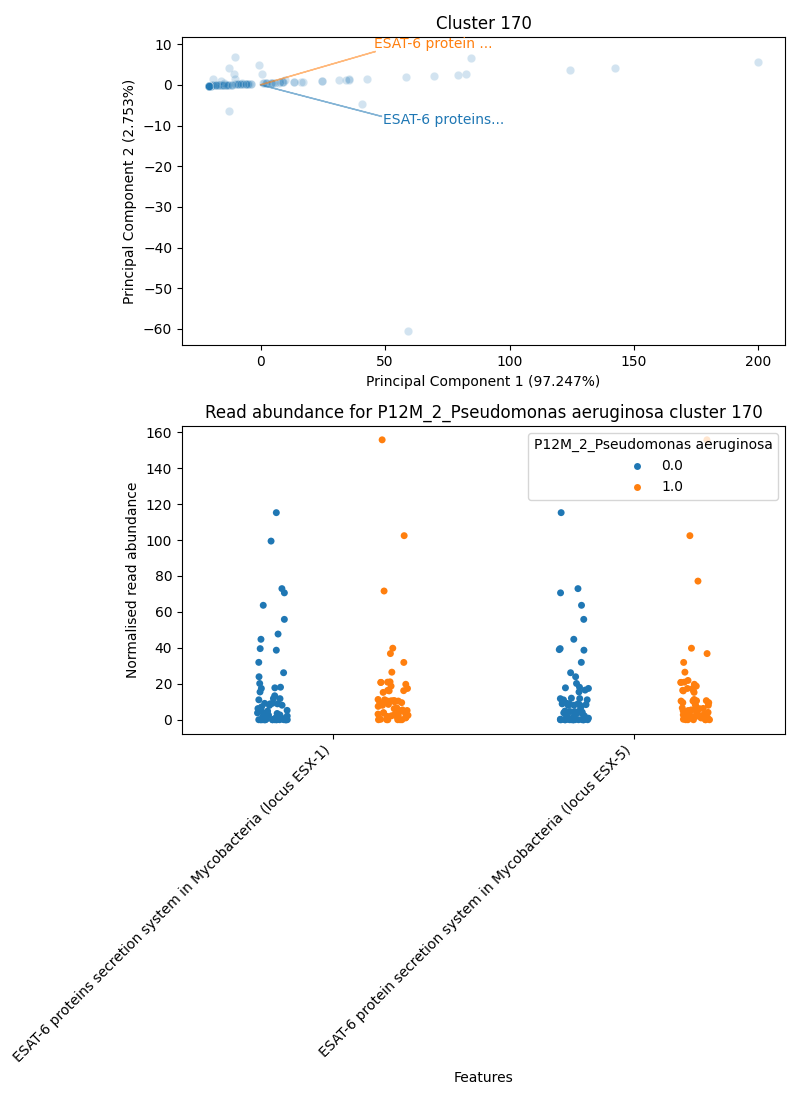 Cluster 170
10
0
−10
−20
−30
−40
−50
−60
Principal Component 2 (2.753%)
ESAT-6 protein ...
ESAT-6 proteins...
0
50
100
150
200
Principal Component 1 (97.247%)
Read abundance for P12M_2_Pseudomonas aeruginosa cluster 170
160
140
120
100
80
60
40
20
0
Normalised read abundance
P12M_2_Pseudomonas aeruginosa
0.0
1.0
ESAT-6 proteins secretion system in Mycobacteria (locus ESX-1)
ESAT-6 protein secretion system in Mycobacteria (locus ESX-5)
Features